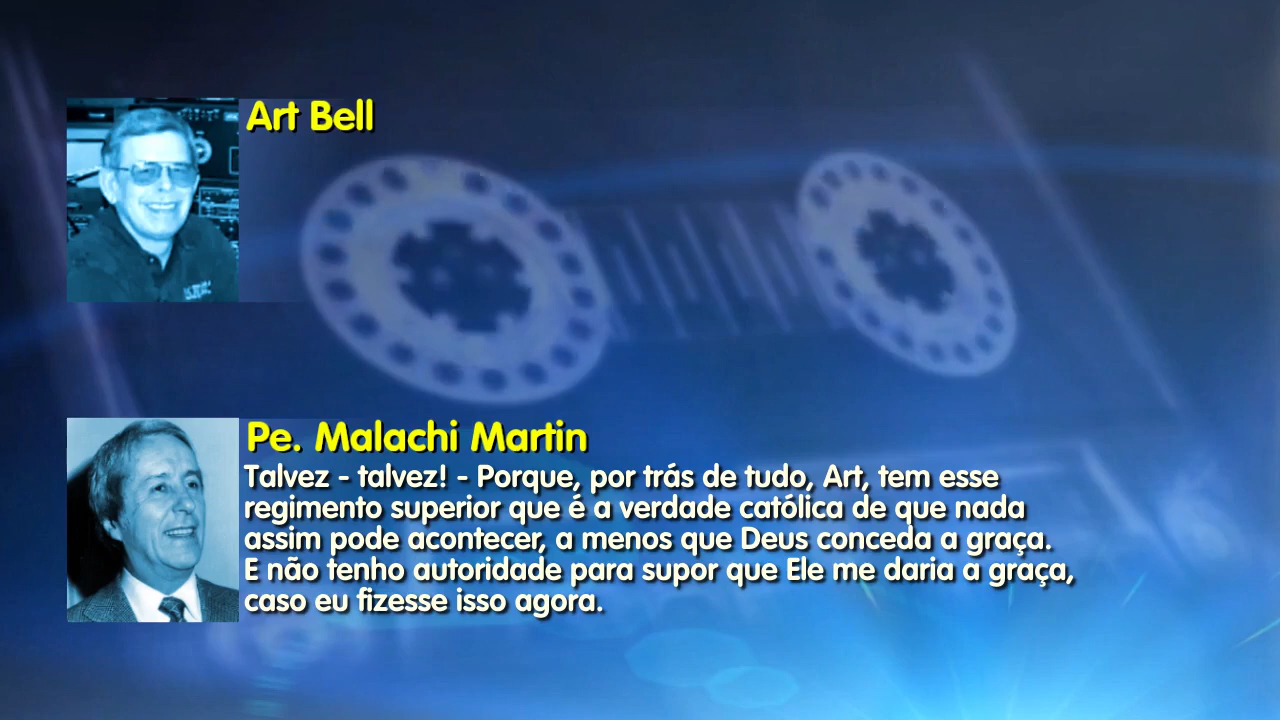 Art Bell
Pe. Malachi Martin
Talvez - talvez! - Porque, por trás de tudo, Art, tem esse
regimento superior que é a verdade católica de que nada
assim pode acontecer, a menos que Deus conceda a graça.
E não tenho autoridade para supor que Ele me daria a graça,
caso eu fizesse isso agora.